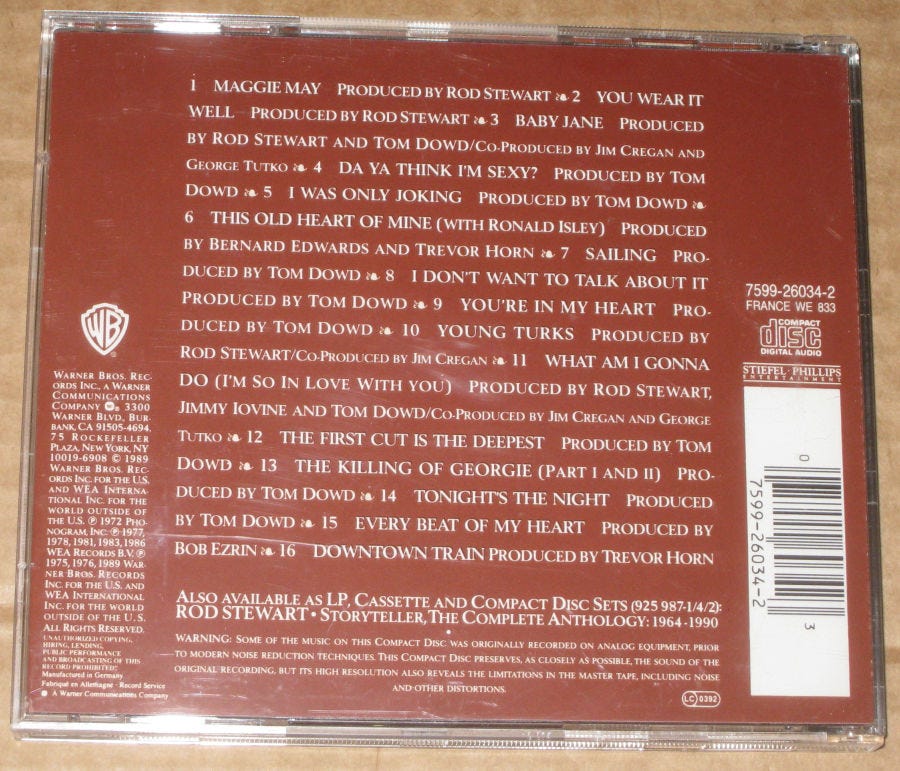 1 MAGGIE MAY PRODUCED BY ROD STEWART ❧ 2 YOU WEAR IT
WELL PRODUCED BY ROD STEWART ❧ 3 BABY JANE PRODUCED
BY ROD STEWART AND TOM DOWD/CO-PRODUCED BY JIM CREGAN AND
GEORGE TUTKO ❧ 4 DA YA THINK I'M SEXY? PRODUCED BY TOM
DOWD ❧ 5 I WAS ONLY JOKING PRODUCED BY TOM DOWD ❧
6 THIS OLD HEART OF MINE (WITH RONALD ISLEY) PRODUCED
BY BERNARD EDWARDS AND TREVOR HORN ❧ 7 SAILING PRO-
DUCED BY TOM DOWD ❧ 8 I DON'T WANT TO TALK ABOUT IT
PRODUCED BY TOM DOWD ❧ 9 YOU'RE IN MY HEART PRO-
DUCED BY TOM DOWD ❧ 10 YOUNG TURKS PRODUCED BY
ROD STEWART/CO-PRODUCED BY JIM CREGAN ❧ 11 WHAT AM I GONNA
DO (I'M SO IN LOVE WITH YOU) PRODUCED BY ROD STEWART,
JIMMY IOVINE AND TOM DOWD/CO-PRODUCED BY JIM CREGAN AND GEORGE
TUTKO ❧ 12 THE FIRST CUT IS THE DEEPEST PRODUCED BY TOM
DOWD ❧ 13 THE KILLING OF GEORGIE (PART I AND II) PRO-
DUCED BY TOM DOWD ❧ 14 TONIGHT'S THE NIGHT PRODUCED
BY TOM DOWD ❧ 15 EVERY BEAT OF MY HEART PRODUCED BY
BOB EZRIN ❧ 16 DOWNTOWN TRAIN PRODUCED BY TREVOR HORN
ALSO AVAILABLE AS LP, CASSETTE AND COMPACT DISC SETS (925 987-1/4/2):
ROD STEWART • STORYTELLER, THE COMPLETE ANTHOLOGY: 1964-1990
WARNING: SOME OF THE MUSIC ON THIS COMPACT DISC WAS ORIGINALLY RECORDED ON ANALOG EQUIPMENT, PRIOR
TO MODERN NOISE REDUCTION TECHNIQUES. THIS COMPACT DISC PRESERVES, AS CLOSELY AS POSSIBLE, THE SOUND OF THE
ORIGINAL RECORDING, BUT ITS HIGH RESOLUTION ALSO REVEALS THE LIMITATIONS IN THE MASTER TAPE, INCLUDING NOISE
AND OTHER DISTORTIONS.
LC 0392
WB
WARNER BROS. REC-
ORDS INC., A WARNER
COMMUNICATIONS
COMPANY ®. 3300
WARNER BLVD., BUR-
BANK, CA 91505-4694.
75 ROCKEFELLER
PLAZA, NEW YORK, NY
10019-6908 © 1989
WARNER BROS. REC-
ORDS INC. FOR THE U.S.
AND WEA INTERNA-
TIONAL INC. FOR THE
WORLD OUTSIDE OF
THE U.S. ℗ 1972 PHO-
NOGRAM, INC. ℗ 1977,
1978, 1981, 1983, 1986
WEA RECORDS B.V. ℗
1975, 1976, 1989 WAR-
NER BROS. RECORDS
INC. FOR THE U.S. AND
WEA INTERNATIONAL
INC. FOR THE WORLD
OUTSIDE OF THE U.S.
ALL RIGHTS RESERVED.
UNAUTHORIZED COPYING,
HIRING, LENDING,
PUBLIC PERFORMANCE
AND BROADCASTING OF THIS
RECORD PROHIBITED.
Manufactured in Germany
Fabriqué en Allemagne · Record Service
A Warner Communications Company
7599-26034-2
FRANCE WE 833
COMPACT
disc
DIGITAL AUDIO
STIEFEL·PHILLIPS
ENTERTAINMENT
0
7599-26034-2
3